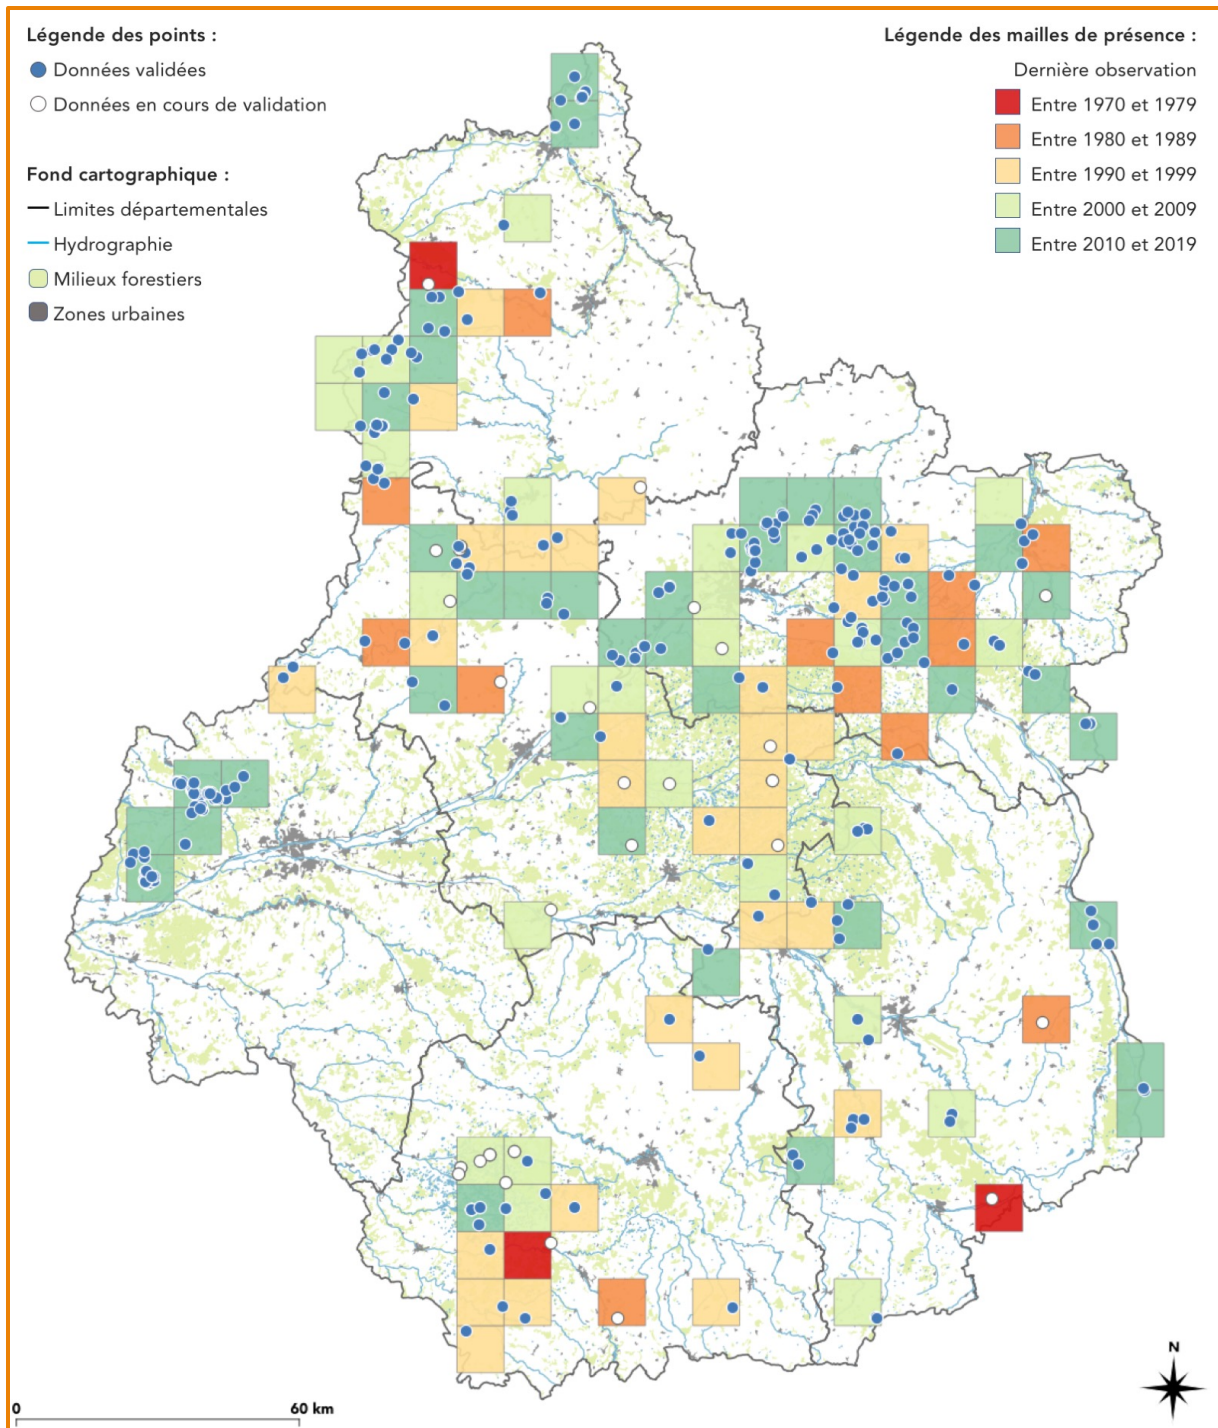 Légende des points :
Données validées
Données en cours de validation
Fond cartographique :
Limites départementales
Hydrographie
Milieux forestiers
Zones urbaines
Légende des mailles de présence :
Dernière observation
Entre 1970 et 1979
Entre 1980 et 1989
Entre 1990 et 1999
Entre 2000 et 2009
Entre 2010 et 2019
N
0 60 km